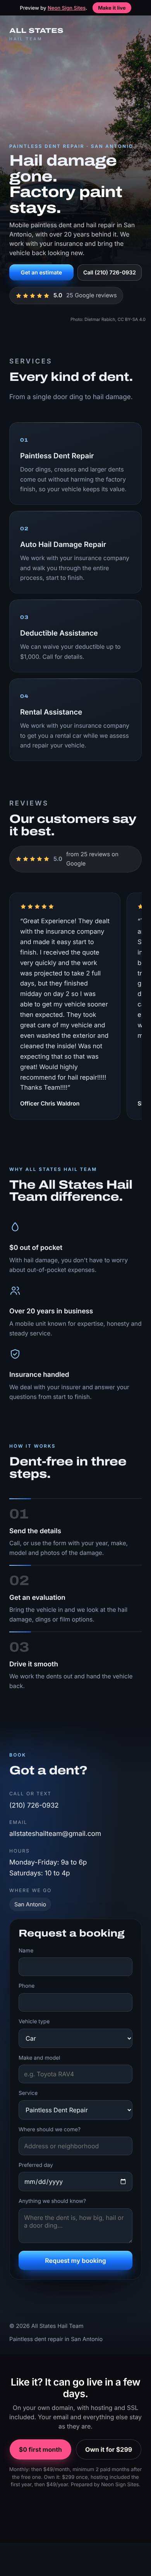 Preview by Neon Sign Sites. Make it live
ALL STATES
HAIL TEAM
PAINTLESS DENT REPAIR · SAN ANTONIO
Hail damage
gone.
Factory paint
stays.
Mobile paintless dent and hail repair in San
Antonio, with over 20 years behind it. We
work with your insurance and bring the
vehicle back looking new.
Get an estimate Call (210) 726-0932
★★★★★ 5.0 25 Google reviews
Photo: Dietmar Rabich, CC BY-SA 4.0
SERVICES
Every kind of dent.
From a single door ding to hail damage.
01
Paintless Dent Repair
Door dings, creases and larger dents
come out without harming the factory
finish, so your vehicle keeps its value.
02
Auto Hail Damage Repair
We work with your insurance company
and walk you through the entire
process, start to finish.
03
Deductible Assistance
We can waive your deductible up to
$1,000. Call for details.
04
Rental Assistance
We work with your insurance company
to get you a rental car while we assess
and repair your vehicle.
REVIEWS
Our customers say
it best.
★★★★★ 5.0 from 25 reviews on
Google
★★★★★
“Great Experience! They dealt
with the insurance company
and made it easy start to
finish. I received the quote
very quickly and the work
was projected to take 2 full
days, but they finished
midday on day 2 so I was
able to get my vehicle sooner
then expected. They took
great care of my vehicle and
even washed the exterior and
cleaned the inside! Was not
expecting that so that was
great! Would highly
recommend for hail repair!!!!!
Thanks Team!!!!”
Officer Chris Waldron
WHY ALL STATES HAIL TEAM
The All States Hail
Team difference.
$0 out of pocket
With hail damage, you don't have to worry
about out-of-pocket expenses.
Over 20 years in business
A mobile unit known for expertise, honesty and
steady service.
Insurance handled
We deal with your insurer and answer your
questions from start to finish.
HOW IT WORKS
Dent-free in three
steps.
01
Send the details
Call, or use the form with your year, make,
model and photos of the damage.
02
Get an evaluation
Bring the vehicle in and we look at the hail
damage, dings or film options.
03
Drive it smooth
We work the dents out and hand the vehicle
back.
BOOK
Got a dent?
CALL OR TEXT
(210) 726-0932
EMAIL
allstateshailteam@gmail.com
HOURS
Monday-Friday: 9a to 6p
Saturdays: 10 to 4p
WHERE WE GO
San Antonio
Request a booking
Name
Phone
Vehicle type
Car
Make and model
e.g. Toyota RAV4
Service
Paintless Dent Repair
Where should we come?
Address or neighborhood
Preferred day
mm/dd/yyyy
Anything we should know?
Where the dent is, how big, hail or
a door ding...
Request my booking
© 2026 All States Hail Team
Paintless dent repair in San Antonio
Like it? It can go live in a few
days.
On your own domain, with hosting and SSL
included. Your email and everything else stay
as they are.
$0 first month Own it for $299
Monthly: then $49/month, minimum 2 paid months after
the free one. Own it: $299 once, hosting included the
first year, then $49/year. Prepared by Neon Sign Sites.